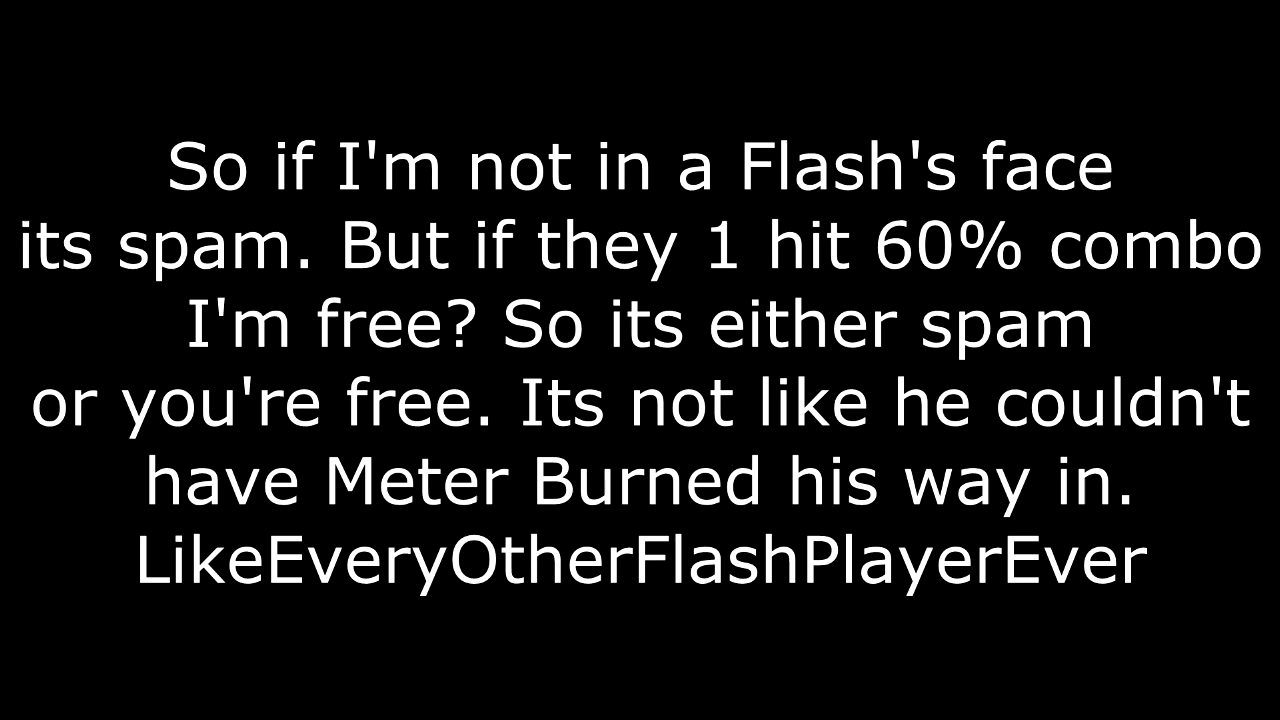 So if I'm not in a Flash's face
its spam. But if they 1 hit 60% combo
I'm free? So its either spam
or you're free. Its not like he couldn't
have Meter Burned his way in.
LikeEveryOtherFlashPlayerEver